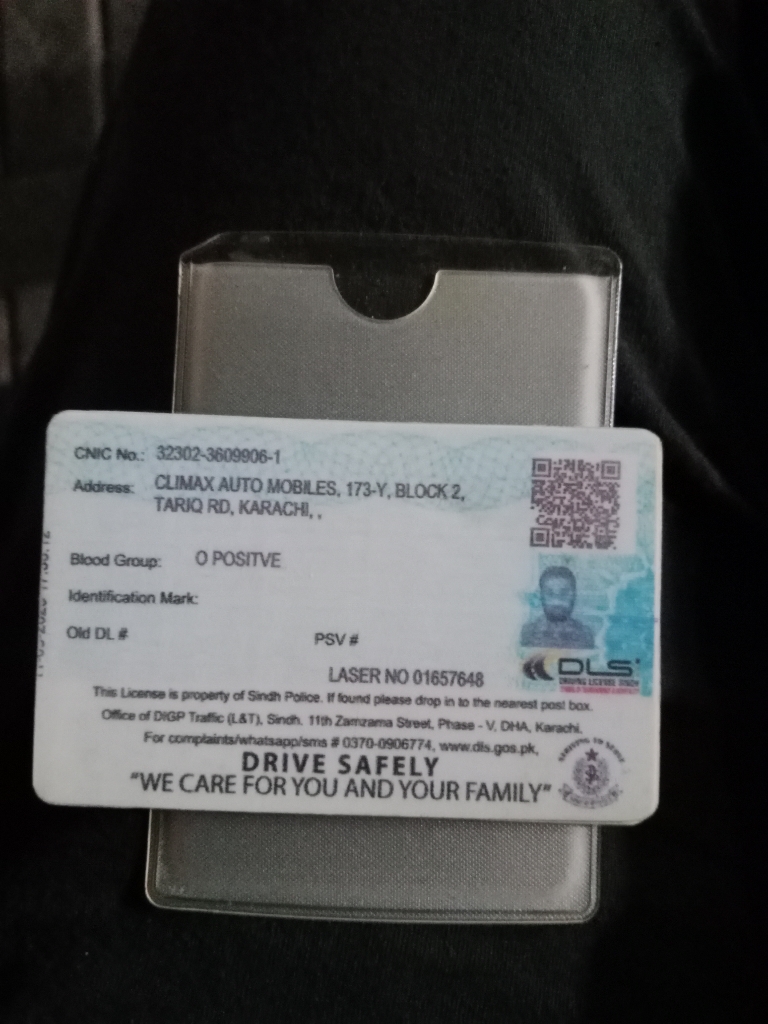 CNIC No.: 32302-3609906-1
Address: CLIMAX AUTO MOBILES, 173-Y, BLOCK 2,
TARIQ RD, KARACHI, ,
Blood Group: O POSITVE
Identification Mark:
Old DL # PSV #
DLS
DRIVING LICENSE SINDH
LASER NO 01657648
This License is property of Sindh Police. If found please drop in to the nearest post box.
Office of DIGP Traffic (L&T), Sindh, 11th Zamzama Street, Phase - V, DHA, Karachi.
For complaints/whatsapp/sms # 0370-0906774, www.dls.gos.pk,
DRIVE SAFELY
"WE CARE FOR YOU AND YOUR FAMILY"